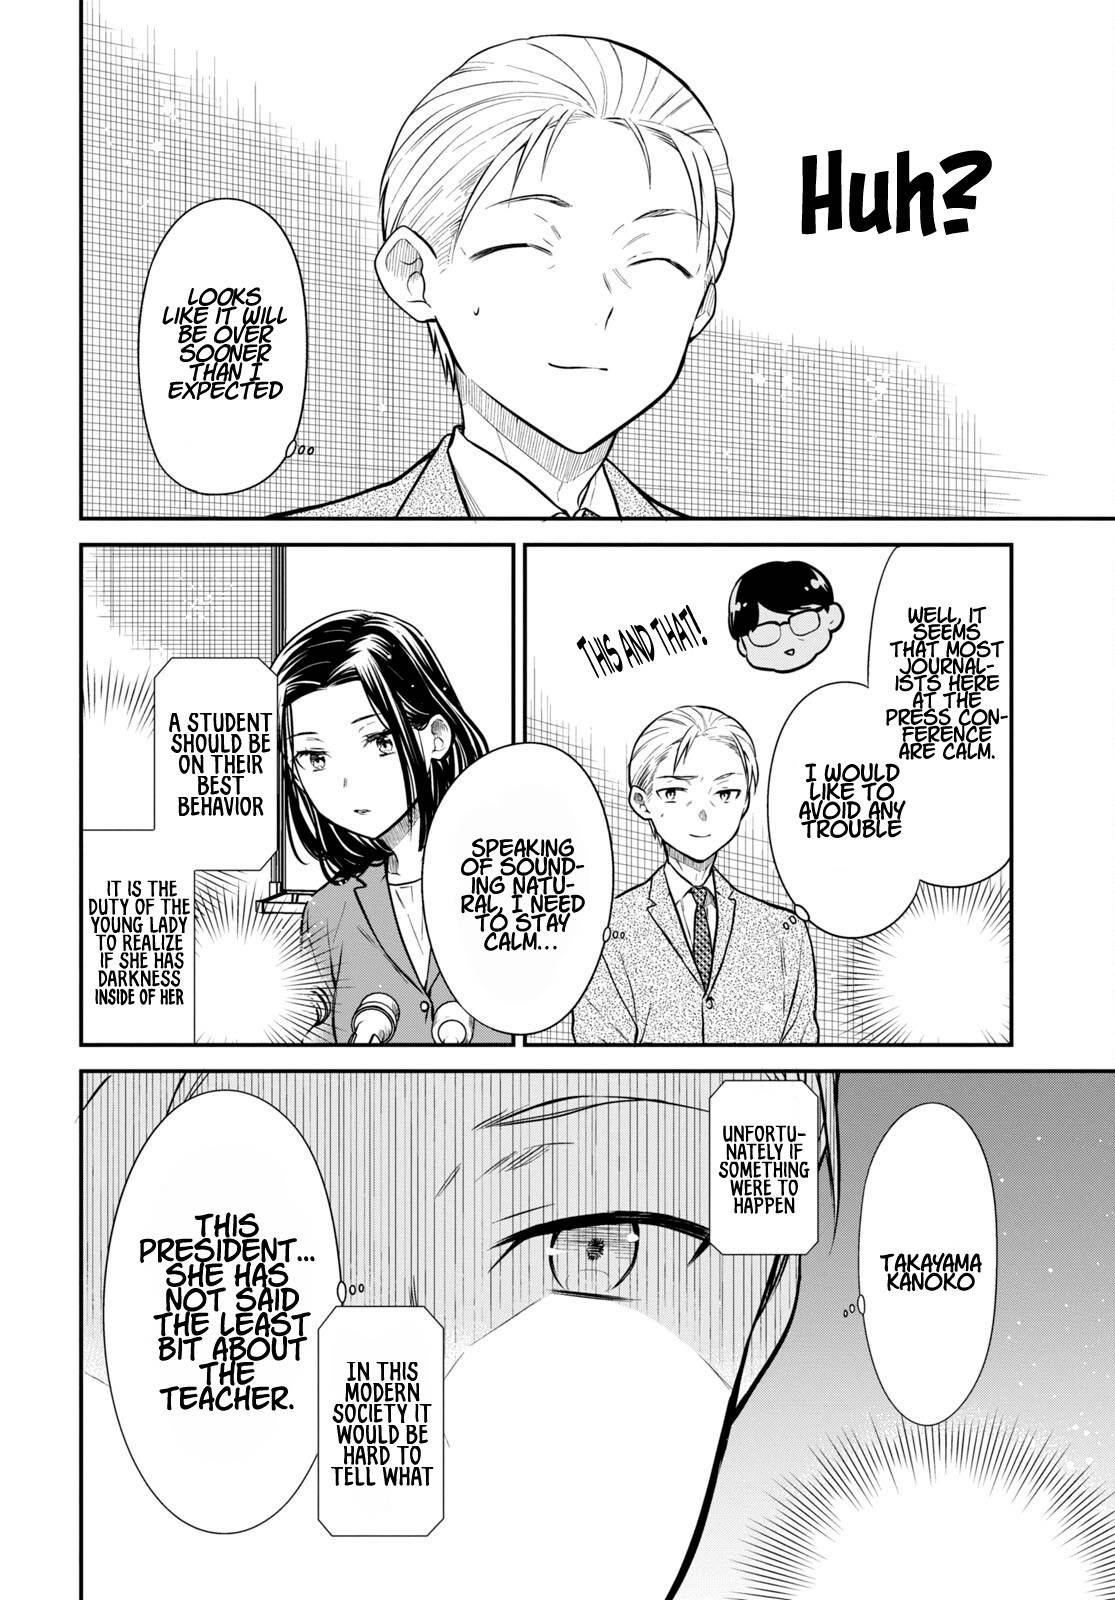 Huh?
LOOKS
LIKE IT WILL
BE OVER
SOONER
THAN I
EXPECTED
WELL, IT
SEEMS
THAT MOST
JOURNAL-
ISTS HERE
AT THE
PRESS CON-
FERENCE
ARE CALM.
I WOULD
LIKE TO
AVOID ANY
TROUBLE
THIS AND THAT!
SPEAKING
OF SOUND-
ING NATU-
RAL, I NEED
TO STAY
CALM...
A STUDENT
SHOULD BE
ON THEIR
BEST
BEHAVIOR
IT IS THE
DUTY OF THE
YOUNG LADY
TO REALIZE
IF SHE HAS
DARKNESS
INSIDE OF HER
TAKAYAMA
KANOKO
UNFORTU-
NATELY IF
SOMETHING
WERE TO
HAPPEN
IN THIS
MODERN
SOCIETY IT
WOULD BE
HARD TO
TELL WHAT
THIS
PRESIDENT...
SHE HAS
NOT SAID
THE LEAST
BIT ABOUT
THE
TEACHER.